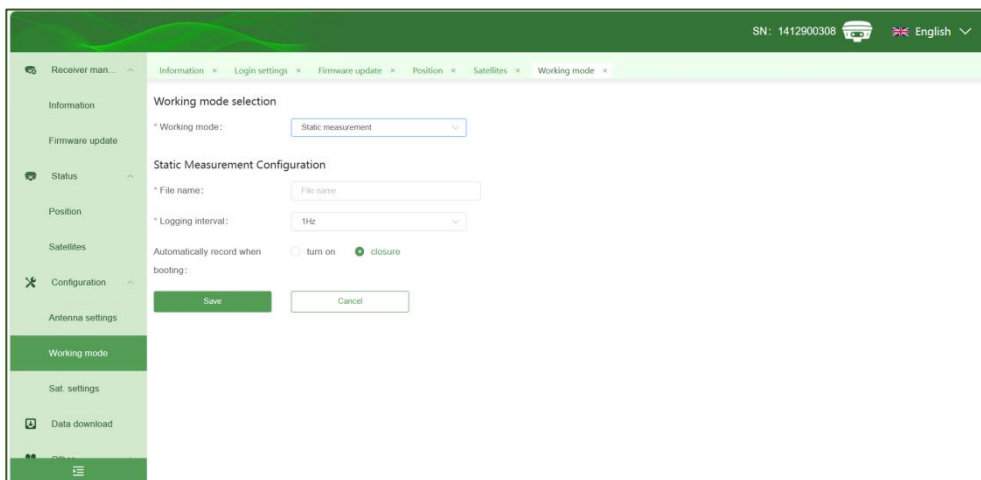 SN: 1412900308 English
Receiver man...
Information × Login settings × Firmware update × Position × Satellites × Working mode ×
Information
Firmware update
Status
Position
Satellites
Configuration
Antenna settings
Working mode
Sat. settings
Data download
Other
Working mode selection
* Working mode: Static measurement
Static Measurement Configuration
* File name: File name
* Logging interval: 1Hz
Automatically record when booting: turn on closure
Save Cancel